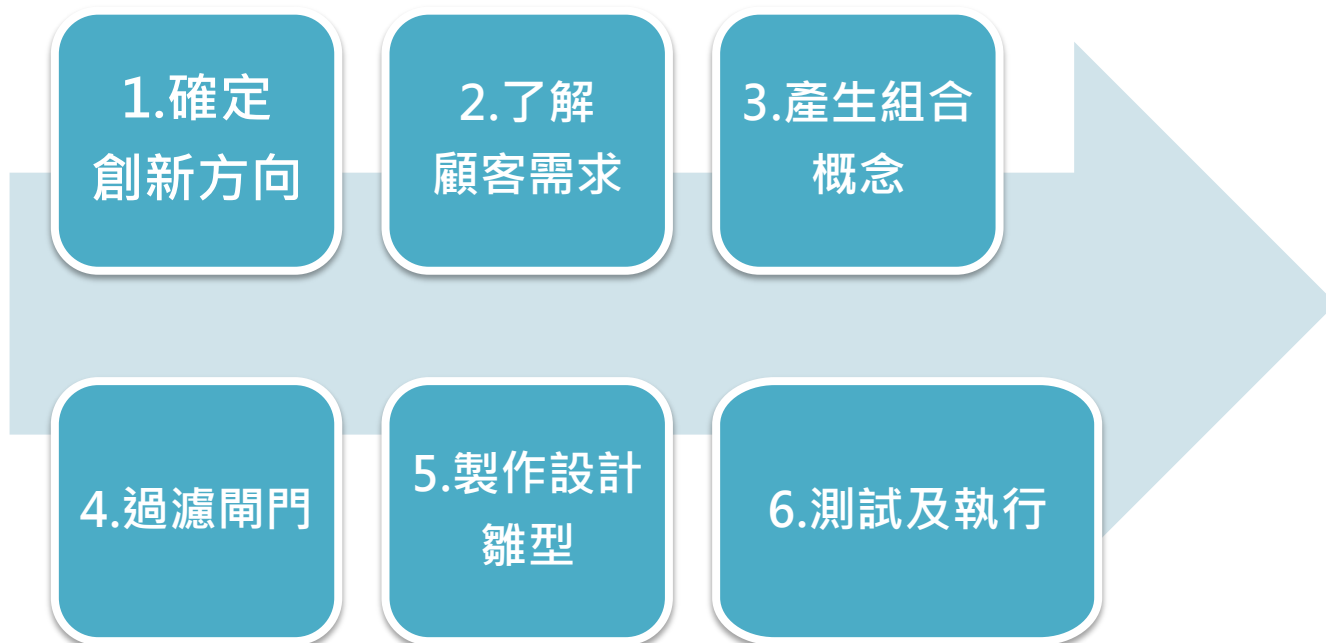 1.確定
創新方向
2.了解
顧客需求
3.產生組合
概念
4.過濾閘門
5.製作設計
雛型
6.測試及執行